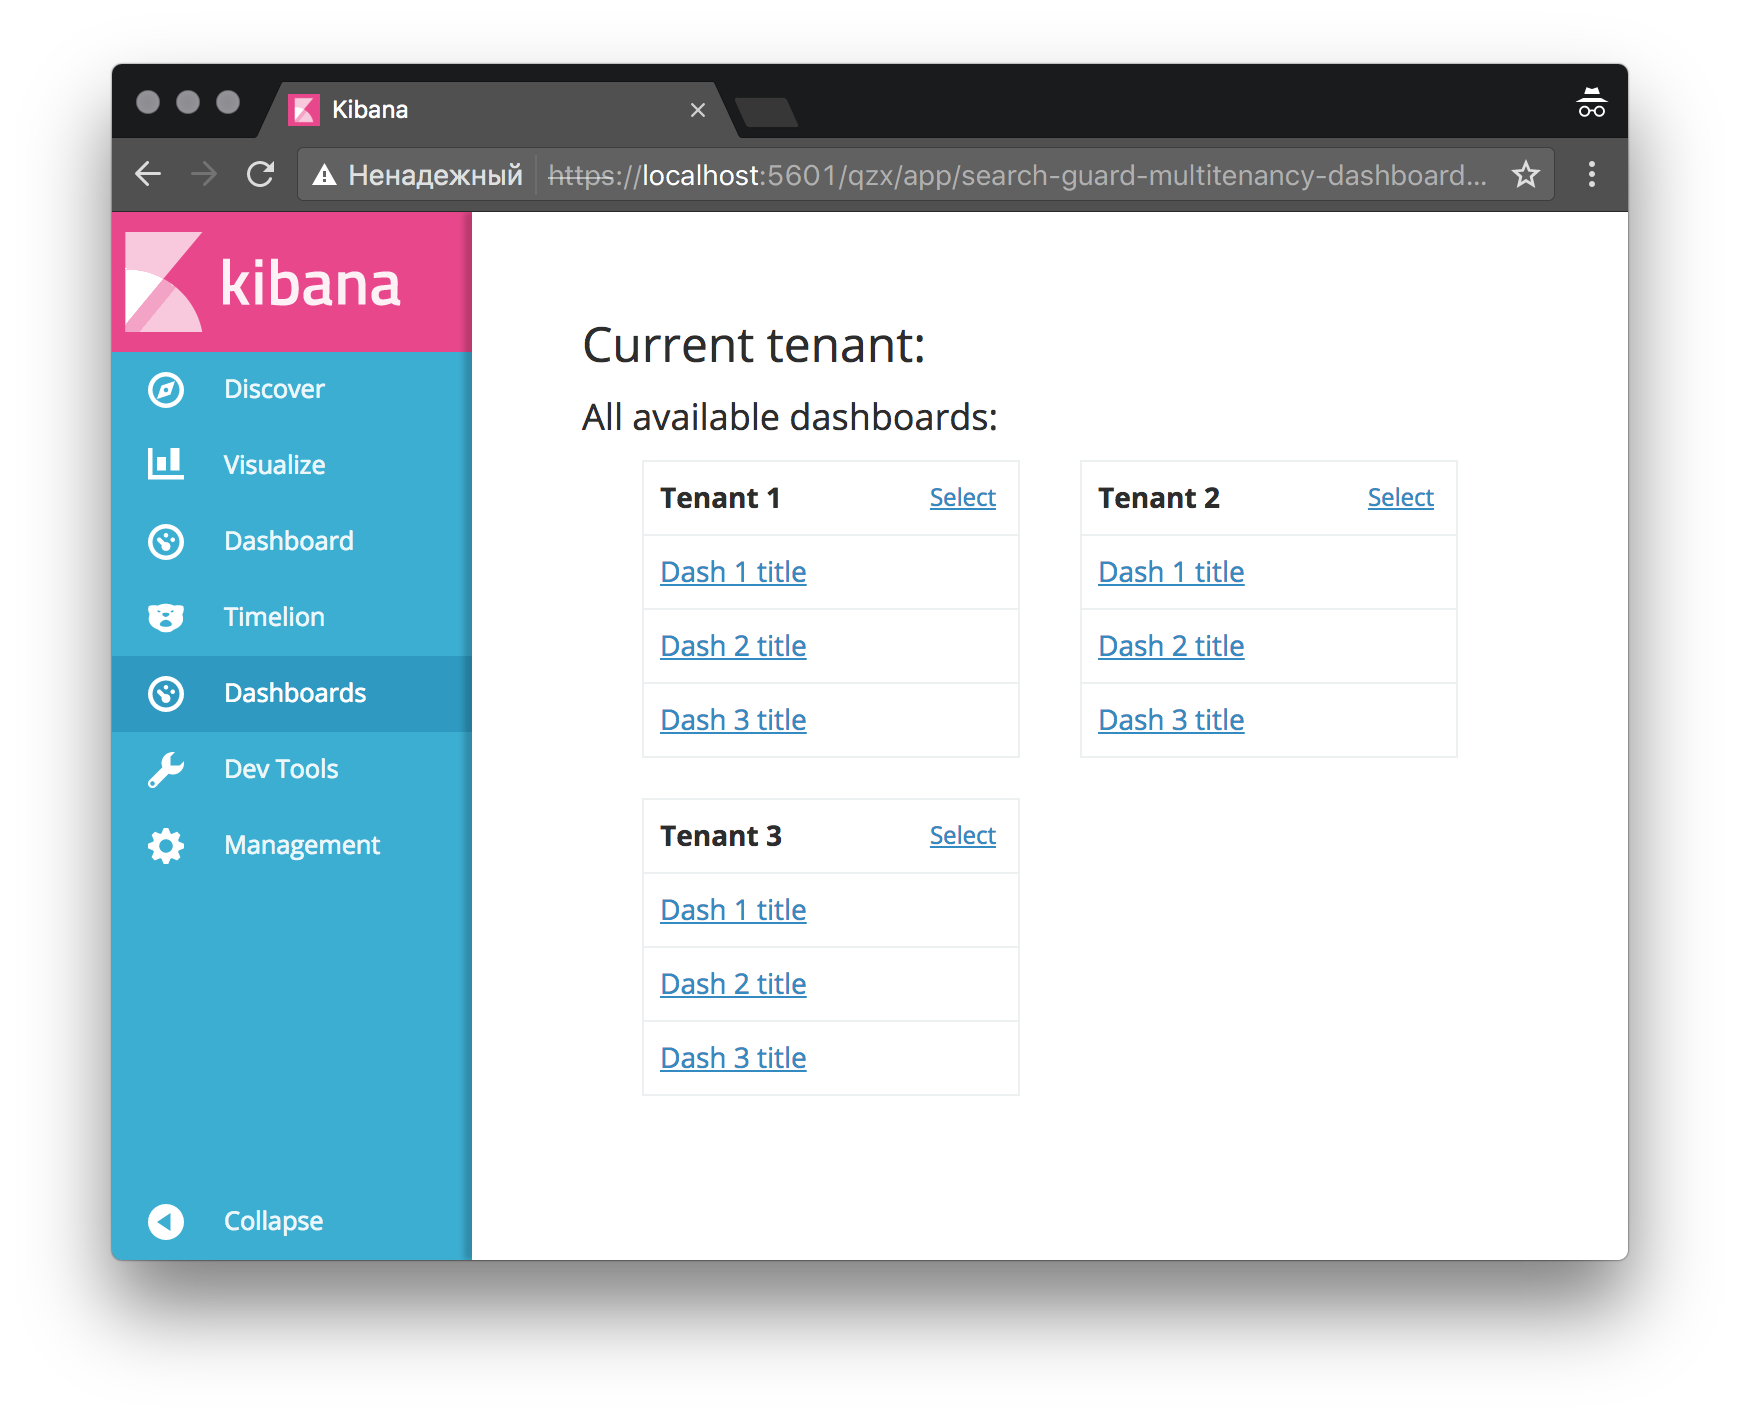 Kibana
Ненадежный https://localhost:5601/qzx/app/search-guard-multitenancy-dashboard...
kibana
Discover
Visualize
Dashboard
Timelion
Dashboards
Dev Tools
Management
Collapse
Current tenant:
All available dashboards:
Tenant 1 Select
Dash 1 title
Dash 2 title
Dash 3 title
Tenant 2 Select
Dash 1 title
Dash 2 title
Dash 3 title
Tenant 3 Select
Dash 1 title
Dash 2 title
Dash 3 title